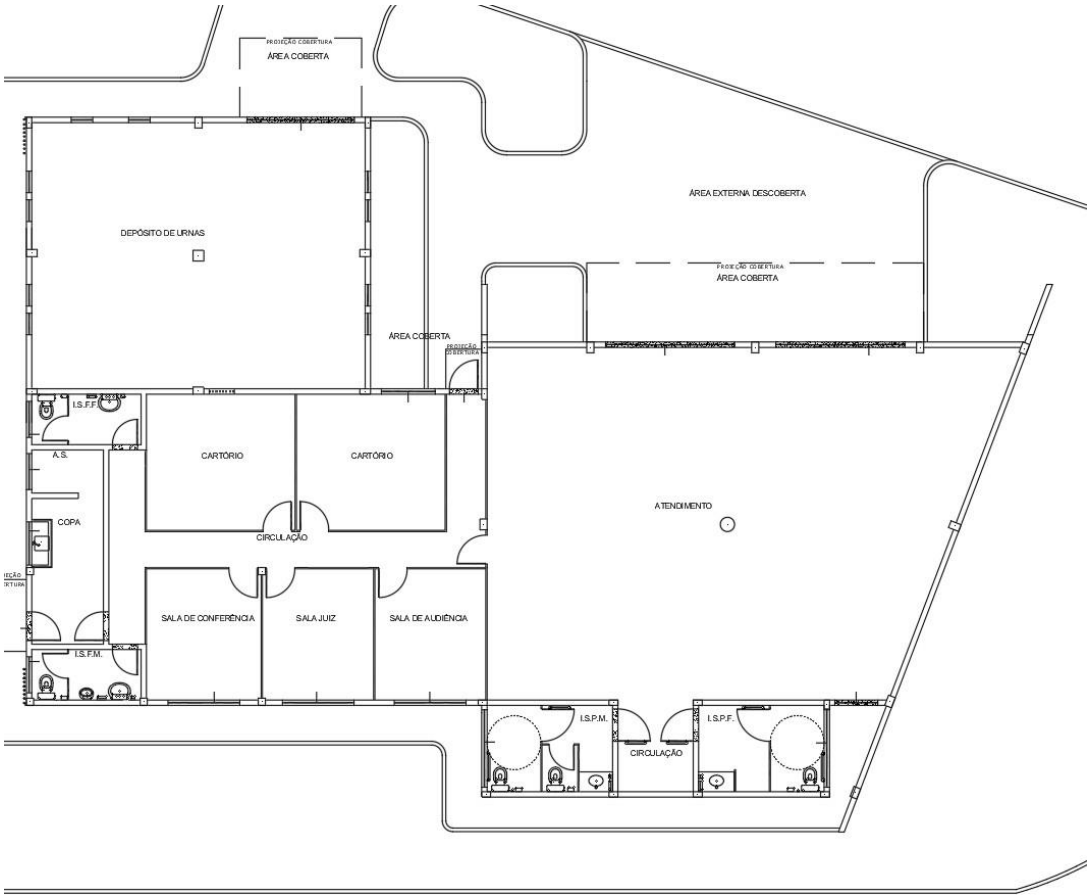 PROJEÇÃO COBERTURA
ÁREA COBERTA
ÁREA EXTERNA DESCOBERTA
DEPÓSITO DE URNAS
PROJEÇÃO COBERTURA
ÁREA COBERTA
ÁREA COBERTA
PROJEÇÃO
COBERTURA
I.S.F.F.
A.S.
CARTÓRIO
CARTÓRIO
ATENDIMENTO
COPA
CIRCULAÇÃO
SALA DE CONFERÊNCIA
SALA JUIZ
SALA DE AUDIÊNCIA
I.S.F.M.
I.S.P.M.
I.S.P.F.
CIRCULAÇÃO